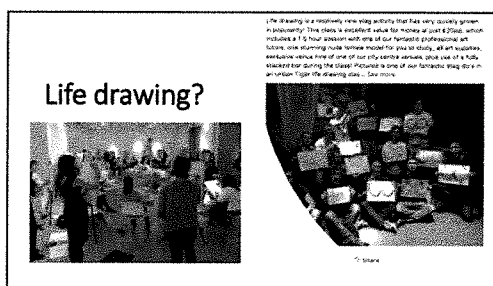 Life drawing?
Life drawing is a relatively new stag activity that has very quickly grown
in popularity! This class is excellent value for money at just £20pp, which
includes a 1.5 hour session with one of our fantastic professional art
tutors, one stunning nude female model for you to study, all art supplies,
exclusive venue hire of one of our city centre venues, plus use of a fully
stocked bar during the class! Pictured is one of our fantastic stag do's in
an urban life drawing class... See more
Share